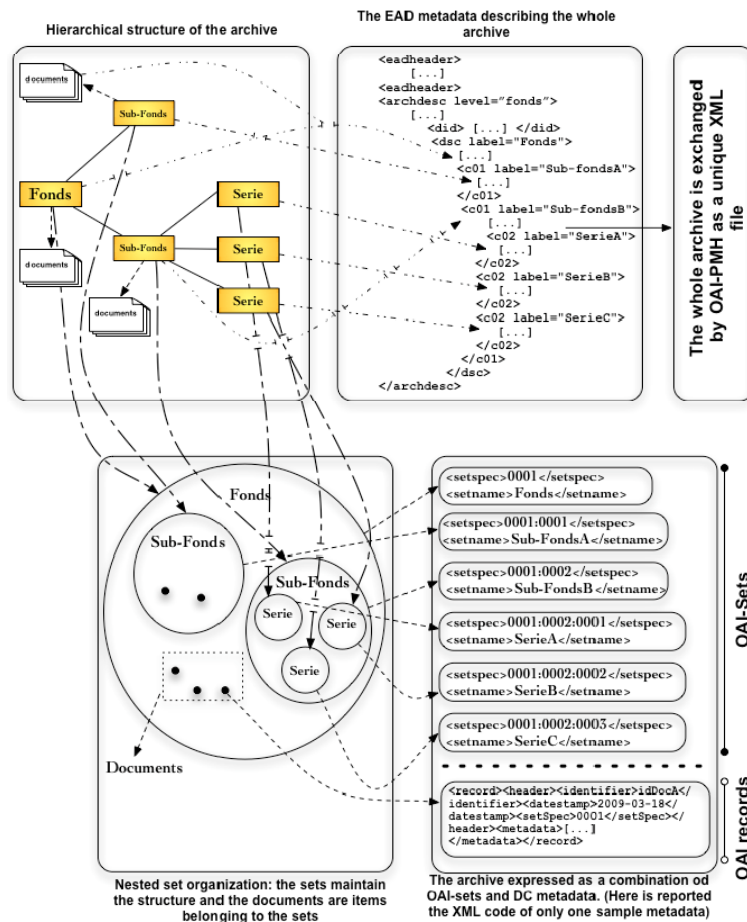 Hierarchical structure of the archive
The EAD metadata describing the whole
archive
documents
Sub-Fonds
Fonds
documents
Sub-Fonds
documents
Serie
Serie
Serie
<eadheader>
[...]
<eadheader>
<archdesc level="fonds">
[...]
<did> [...] </did>
<dsc label="Fonds">
[...]
<c01 label="Sub-fondsA">
[...]
</c01>
<c01 label="Sub-fondsB">
[...]
<c02 label="SerieA">
[...]
</c02>
<c02 label="SerieB">
[...]
</c02>
<c02 label="SerieC">
[...]
</c02>
</c01>
</dsc>
</archdesc>
The whole archive is exchanged
by OAI-PMH as a unique XML
file
Fonds
Sub-Fonds
Sub-Fonds
Serie
Serie
Serie
Documents
<setspec>0001</setspec>
<setname>Fonds</setname>
<setspec>0001:0001</setspec>
<setname>Sub-FondsA</setname>
<setspec>0001:0002</setspec>
<setname>Sub-FondsB</setname>
<setspec>0001:0002:0001</setspec>
<setname>SerieA</setname>
<setspec>0001:0002:0002</setspec>
<setname>SerieB</setname>
<setspec>0001:0002:0003</setspec>
<setname>SerieC</setname>
OAI-Sets
<record><header><identifier>idDocA</
identifier><datestamp>2009-03-18</
datestamp><setSpec>0001</setSpec></
header><metadata>[...]
</metadata></record>
OAI records
Nested set organization: the sets maintain
the structure and the documents are items
belonging to the sets
The archive expressed as a combination od
OAI-sets and DC metadata. (Here is reported
the XML code of only one sample metadata)